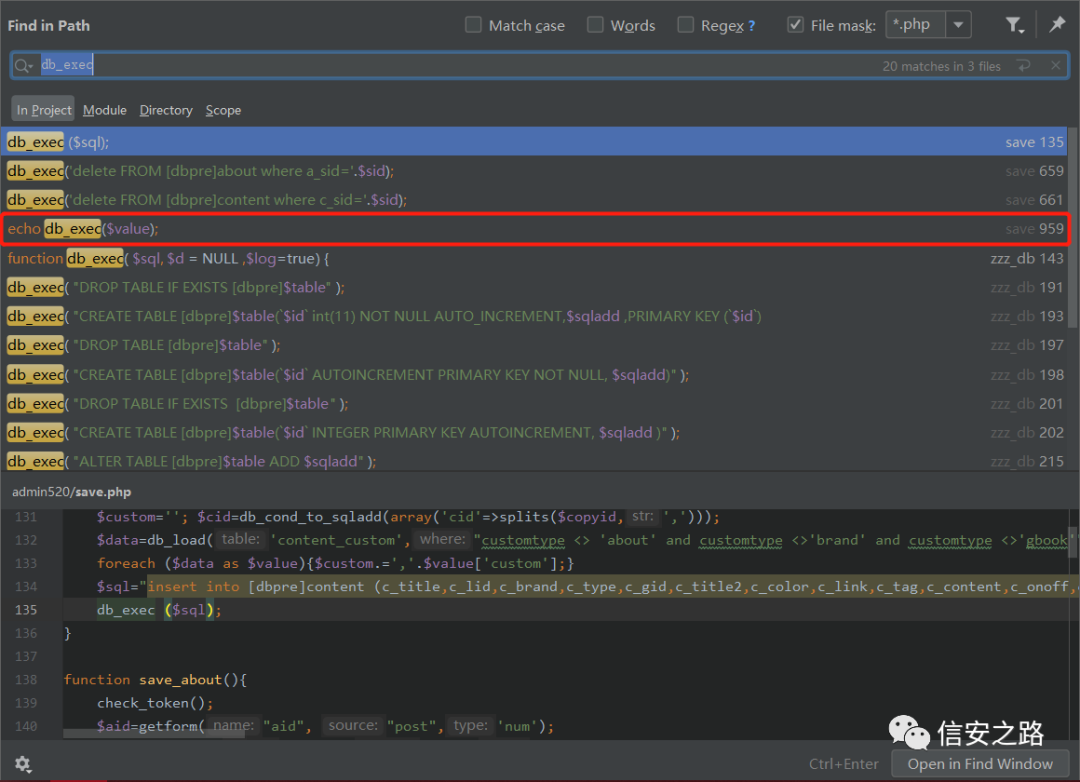 Find in Path Match case Words Regex ? File mask: *.php
db_exec 20 matches in 3 files
In Project Module Directory Scope
db_exec ($sql); save 135
db_exec('delete FROM [dbpre]about where a_sid='.$sid); save 659
db_exec('delete FROM [dbpre]content where c_sid='.$sid); save 661
echo db_exec($value); save 959
function db_exec( $sql, $d = NULL ,$log=true) { zzz_db 143
db_exec( "DROP TABLE IF EXISTS [dbpre]$table" ); zzz_db 191
db_exec( "CREATE TABLE [dbpre]$table(`$id` int(11) NOT NULL AUTO_INCREMENT,$sqladd ,PRIMARY KEY (`$id`) zzz_db 193
db_exec( "DROP TABLE [dbpre]$table" ); zzz_db 197
db_exec( "CREATE TABLE [dbpre]$table(`$id` AUTOINCREMENT PRIMARY KEY NOT NULL, $sqladd)" ); zzz_db 198
db_exec( "DROP TABLE IF EXISTS  [dbpre]$table" ); zzz_db 201
db_exec( "CREATE TABLE [dbpre]$table(`$id` INTEGER PRIMARY KEY AUTOINCREMENT, $sqladd )" ); zzz_db 202
db_exec( "ALTER TABLE [dbpre]$table ADD $sqladd" ); zzz_db 215
admin520/save.php
131 $custom=''; $cid=db_cond_to_sqladd(array('cid'=>splits($copyid, str: ',')));
132 $data=db_load( table: 'content_custom', where: "customtype <> 'about' and customtype <>'brand' and customtype <>'gbook'
133 foreach ($data as $value){$custom.=','.$value['custom'];}
134 $sql="insert into [dbpre]content (c_title,c_lid,c_brand,c_type,c_gid,c_title2,c_color,c_link,c_tag,c_content,c_onoff,
135 db_exec ($sql);
136 }
137
138 function save_about(){
139 check_token();
140 $aid=getform( name: "aid", source: "post", type: 'num');
信安之路
Ctrl+Enter Open in Find Window